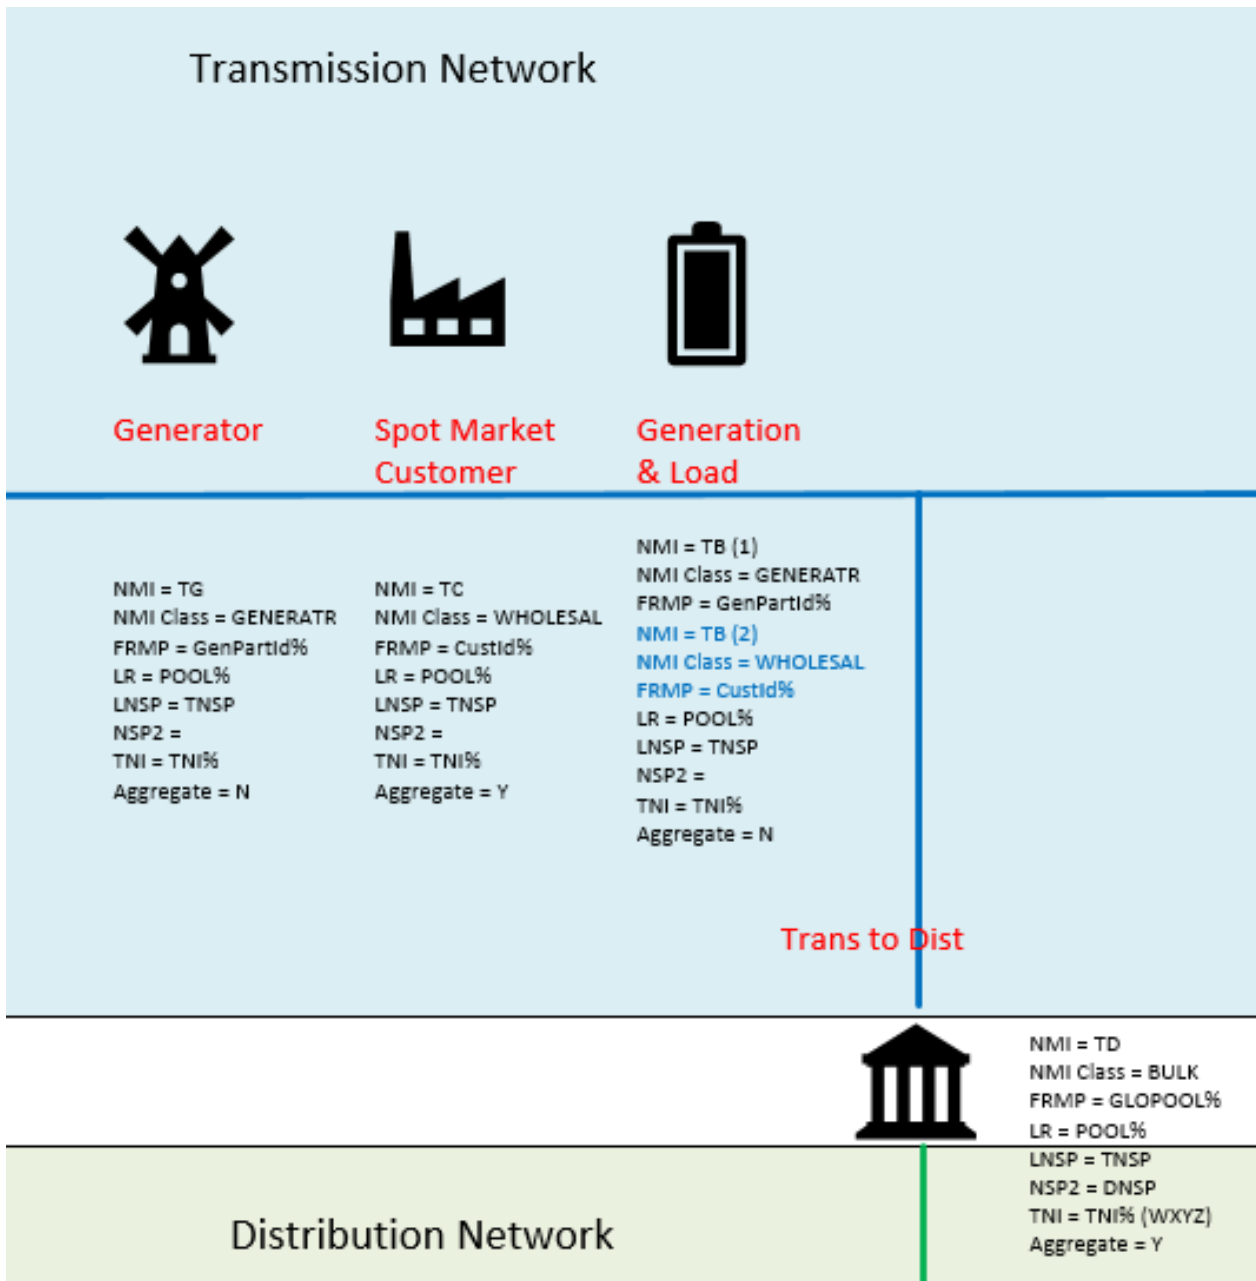 Transmission Network
Generator
Spot Market
Customer
Generation
& Load
NMI = TG
NMI Class = GENERATR
FRMP = GenPartId%
LR = POOL%
LNSP = TNSP
NSP2 =
TNI = TNI%
Aggregate = N
NMI = TC
NMI Class = WHOLESAL
FRMP = CustId%
LR = POOL%
LNSP = TNSP
NSP2 =
TNI = TNI%
Aggregate = Y
NMI = TB (1)
NMI Class = GENERATR
FRMP = GenPartId%
NMI = TB (2)
NMI Class = WHOLESAL
FRMP = CustId%
LR = POOL%
LNSP = TNSP
NSP2 =
TNI = TNI%
Aggregate = N
Trans to Dist
NMI = TD
NMI Class = BULK
FRMP = GLOPOOL%
LR = POOL%
LNSP = TNSP
NSP2 = DNSP
TNI = TNI% (WXYZ)
Aggregate = Y
Distribution Network